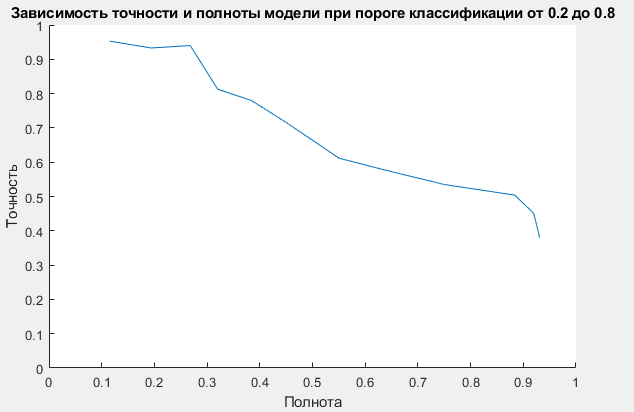 Зависимость точности и полноты модели при пороге классификации от 0.2 до 0.8
1
0.9
0.8
0.7
0.6
0.5
0.4
0.3
0.2
0.1
0
Точность
0 0.1 0.2 0.3 0.4 0.5 0.6 0.7 0.8 0.9 1
Полнота